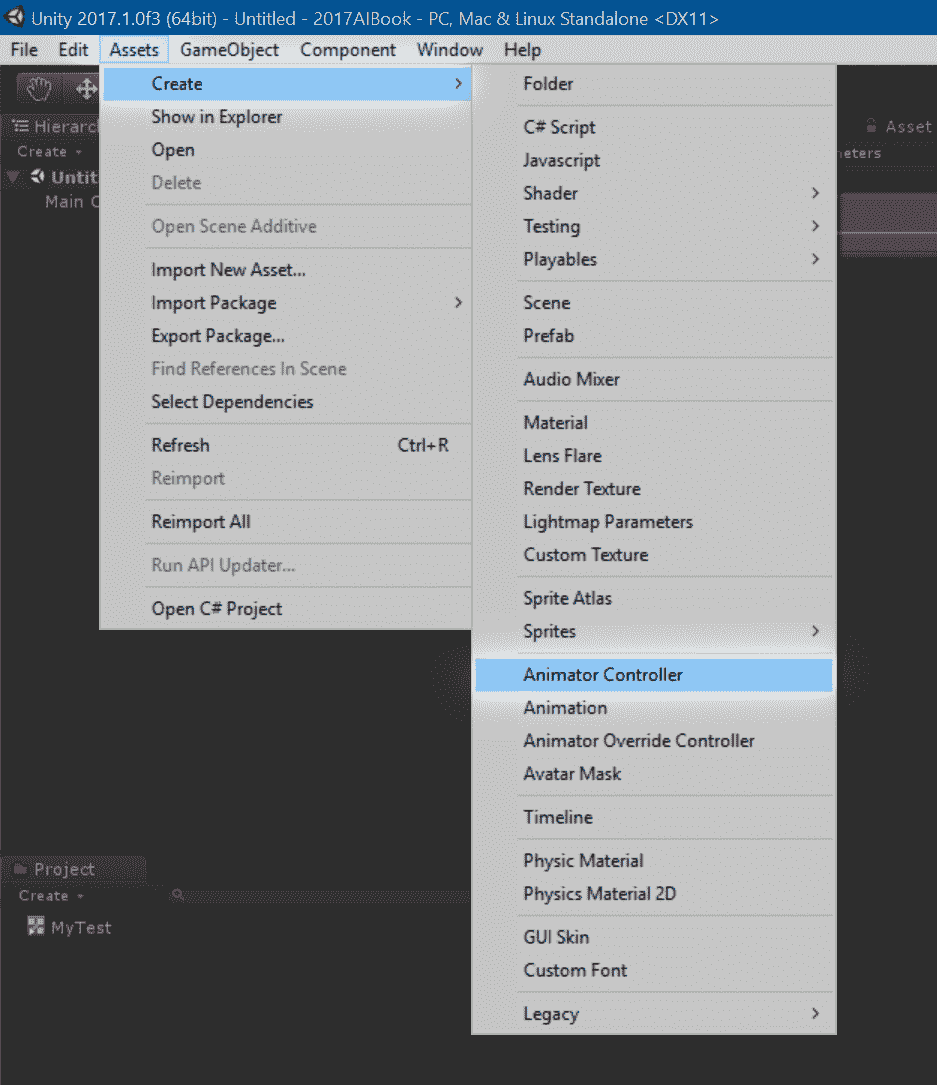 Unity 2017.1.0f3 (64bit) - Untitled - 2017AIBook - PC, Mac & Linux Standalone <DX11>
File Edit Assets GameObject Component Window Help
Create
Show in Explorer
Open
Delete
Open Scene Additive
Import New Asset...
Import Package
Export Package...
Find References In Scene
Select Dependencies
Refresh Ctrl+R
Reimport
Reimport All
Run API Updater...
Open C# Project
Folder
C# Script
Javascript
Shader
Testing
Playables
Scene
Prefab
Audio Mixer
Material
Lens Flare
Render Texture
Lightmap Parameters
Custom Texture
Sprite Atlas
Sprites
Animator Controller
Animation
Animator Override Controller
Avatar Mask
Timeline
Physic Material
Physics Material 2D
GUI Skin
Custom Font
Legacy
Hierarc
Create
Untit
Main C
Asset
neters
Project
Create
MyTest